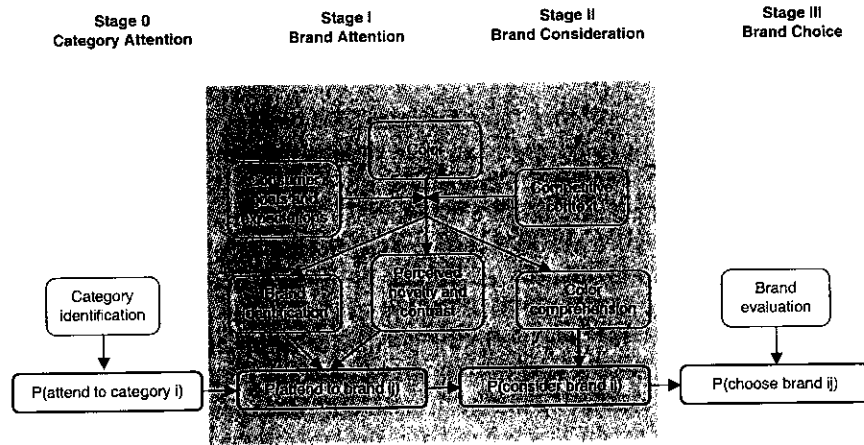 Stage 0
Category Attention
Stage I
Brand Attention
Stage II
Brand Consideration
Stage III
Brand Choice
Color
Consumer
goals and
expectations
Competitive
context
Category
identification
Brand
identification
Perceived
novelty and
contrast
Color
comprehension
Brand
evaluation
P(attend to category i)
P(attend to brand ij)
P(consider brand ij)
P(choose brand ij)